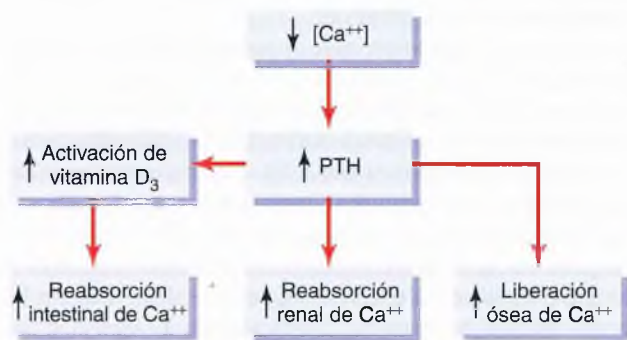 ↓ [Ca⁺⁺]
↑ Activación de
vitamina D₃
↑ PTH
↑ Reabsorción
intestinal de Ca⁺⁺
↑ Reabsorción
renal de Ca⁺⁺
↑ Liberación
ósea de Ca⁺⁺